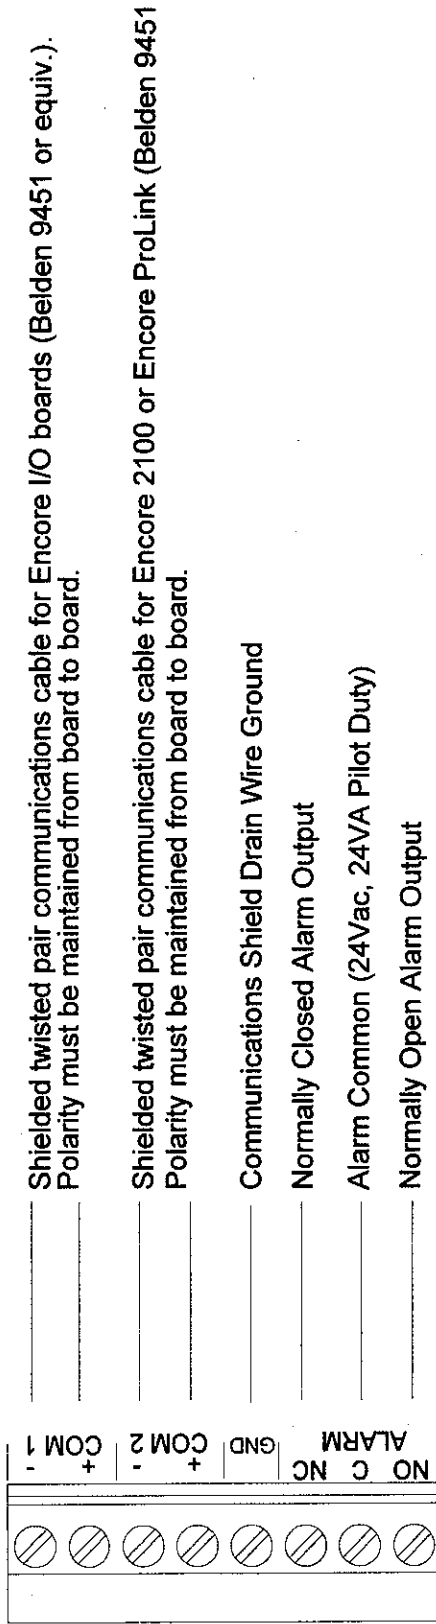 - Shielded twisted pair communications cable for Encore I/O boards (Belden 9451 or equiv.).
+ Polarity must be maintained from board to board.
COM 1
- Shielded twisted pair communications cable for Encore 2100 or Encore ProLink (Belden 9451
+ Polarity must be maintained from board to board.
COM 2
GND Communications Shield Drain Wire Ground
NC Normally Closed Alarm Output
C Alarm Common (24Vac, 24VA Pilot Duty)
NO Normally Open Alarm Output
ALARM